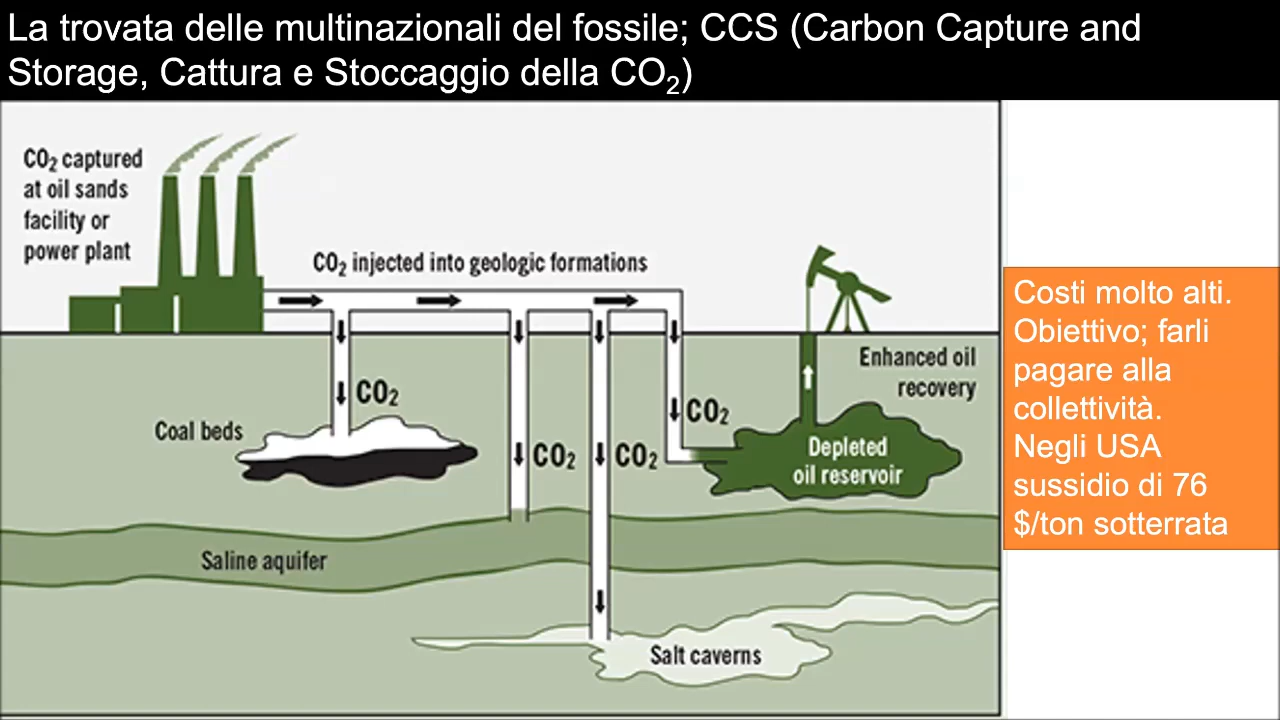 La trovata delle multinazionali del fossile; CCS (Carbon Capture and
Storage, Cattura e Stoccaggio della CO₂)
CO₂ captured
at oil sands
facility or
power plant
CO₂ injected into geologic formations
Enhanced oil
recovery
CO₂
CO₂
Coal beds
CO₂
CO₂
Depleted
oil reservoir
Saline aquifer
Salt caverns
Costi molto alti.
Obiettivo; farli
pagare alla
collettività.
Negli USA
sussidio di 76
$/ton sotterrata